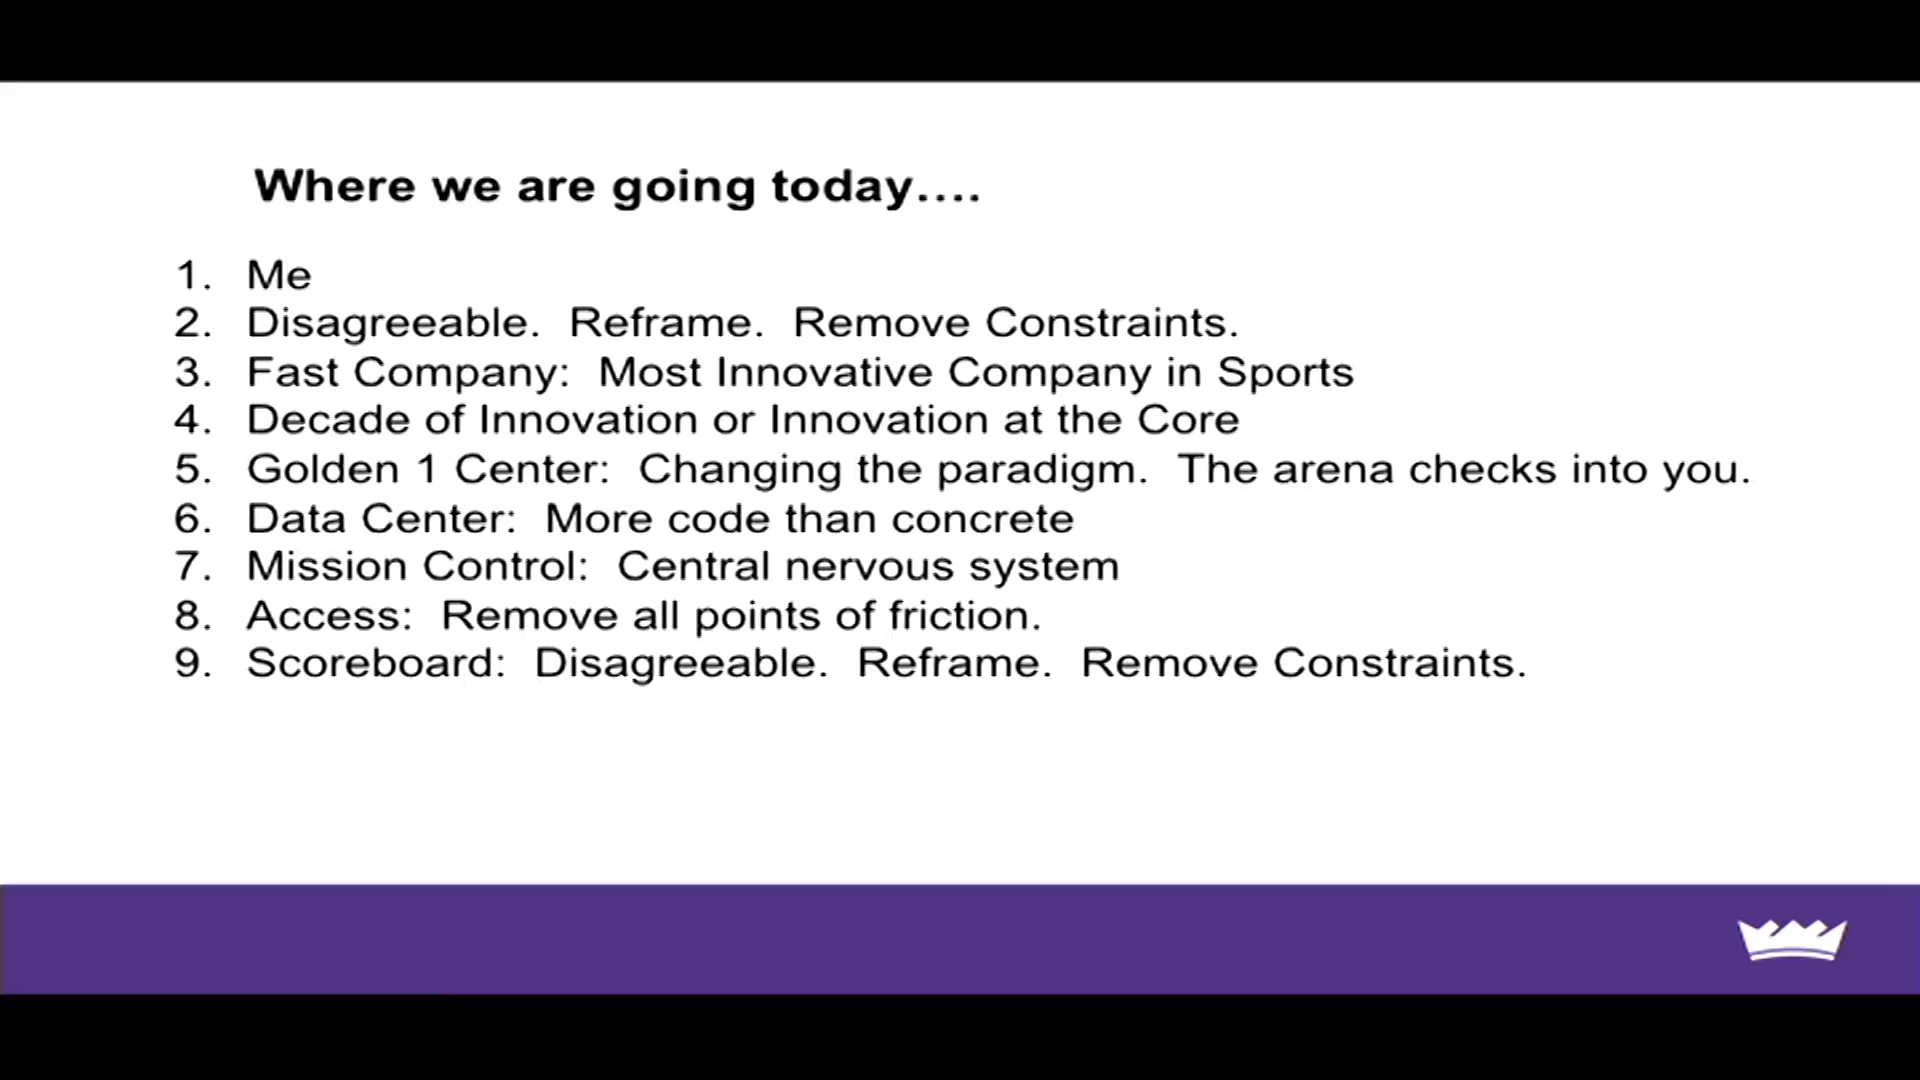 Where we are going today....
1. Me
2. Disagreeable. Reframe. Remove Constraints.
3. Fast Company: Most Innovative Company in Sports
4. Decade of Innovation or Innovation at the Core
5. Golden 1 Center: Changing the paradigm. The arena checks into you.
6. Data Center: More code than concrete
7. Mission Control: Central nervous system
8. Access: Remove all points of friction.
9. Scoreboard: Disagreeable. Reframe. Remove Constraints.